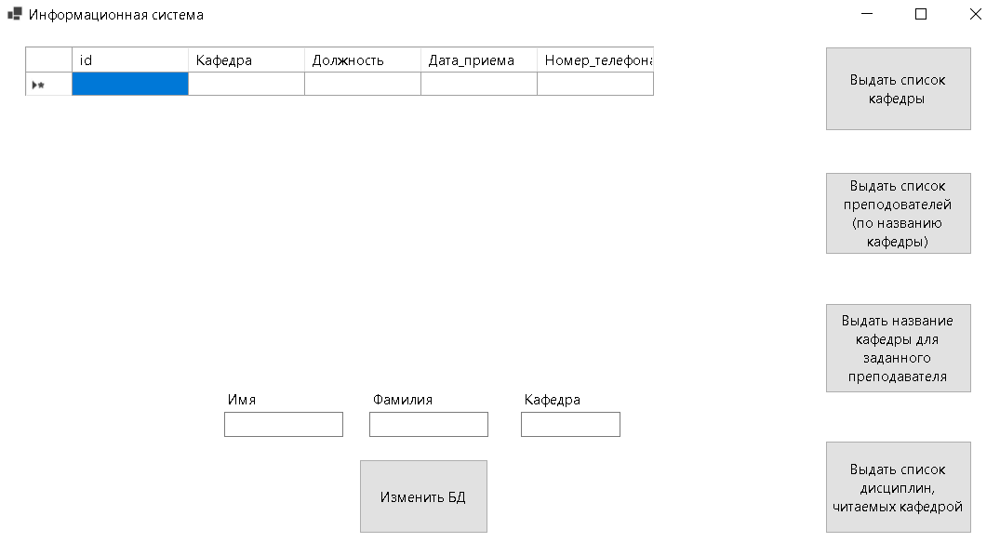 Информационная система
id Кафедра Должность Дата_приема Номер_телефона
Выдать список
кафедры
Выдать список
преподователей
(по названию
кафедры)
Выдать название
кафедры для
заданного
преподавателя
Имя Фамилия Кафедра
Изменить БД
Выдать список
дисциплин,
читаемых кафедрой